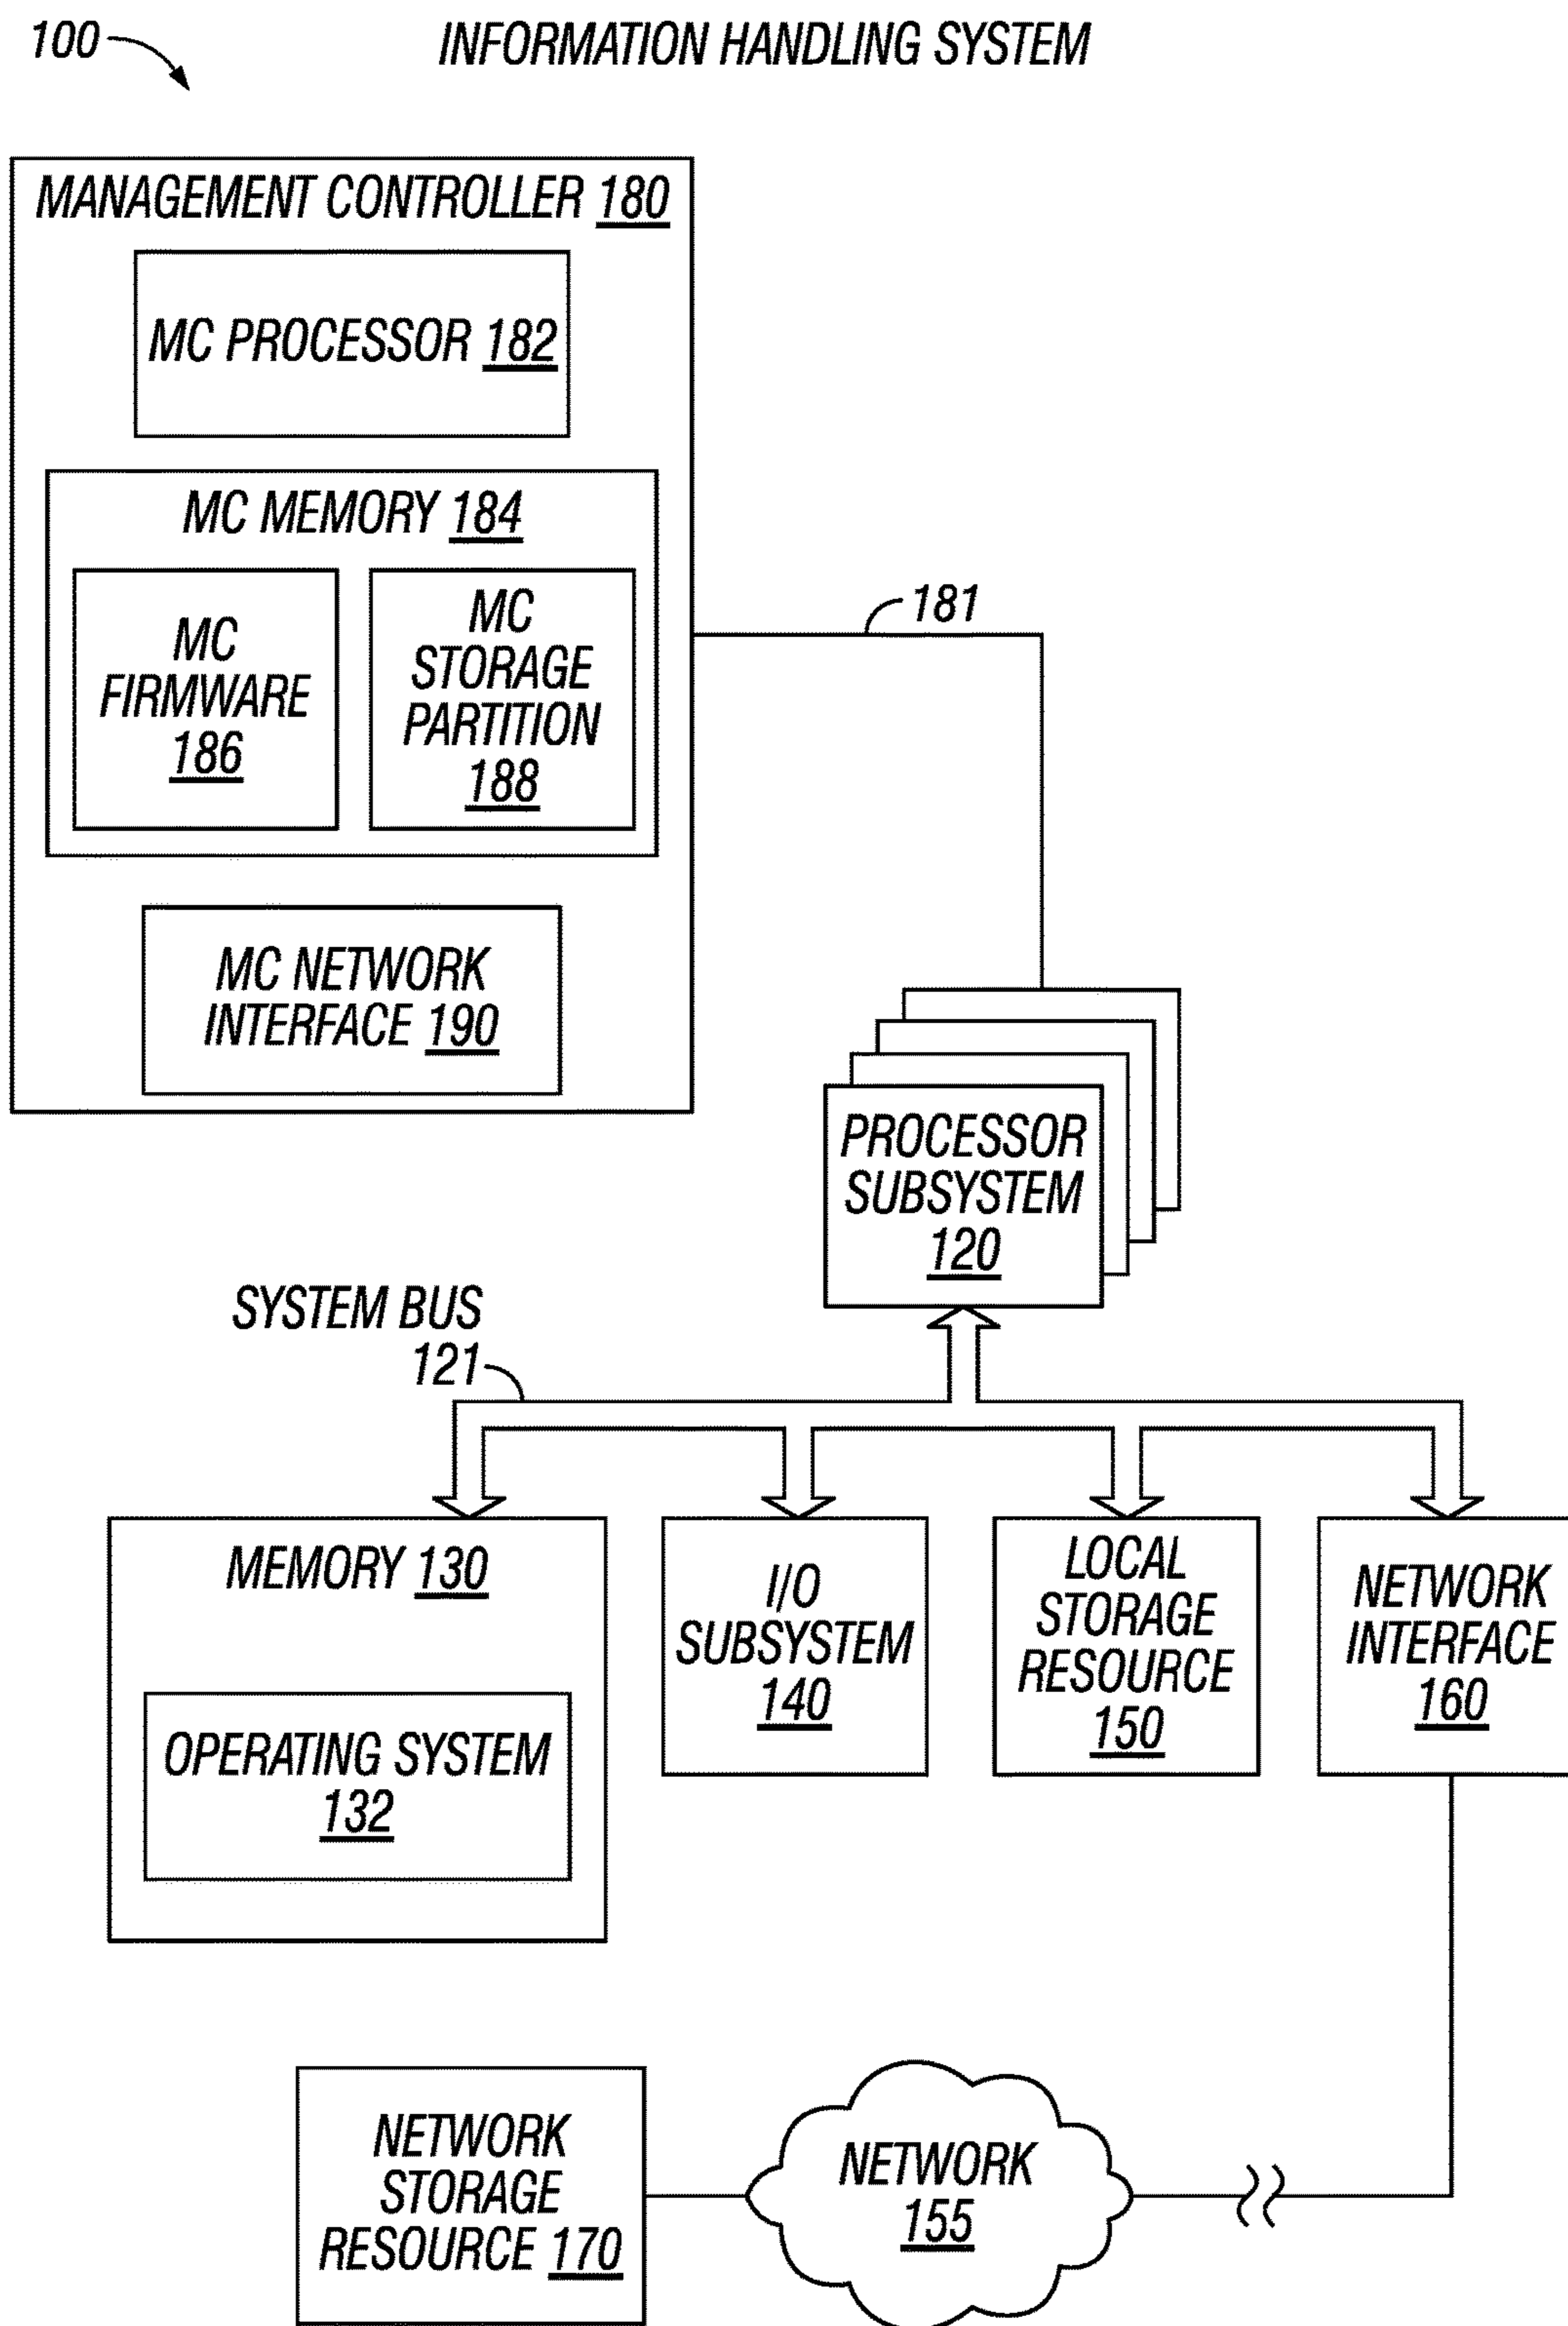 100
INFORMATION HANDLING SYSTEM
MANAGEMENT CONTROLLER 180
MC PROCESSOR 182
MC MEMORY 184
MC
FIRMWARE
186
MC
STORAGE
PARTITION
188
MC NETWORK
INTERFACE 190
181
PROCESSOR
SUBSYSTEM
120
SYSTEM BUS
121
MEMORY 130
OPERATING SYSTEM
132
I/O
SUBSYSTEM
140
LOCAL
STORAGE
RESOURCE
150
NETWORK
INTERFACE
160
NETWORK
STORAGE
RESOURCE 170
NETWORK
155